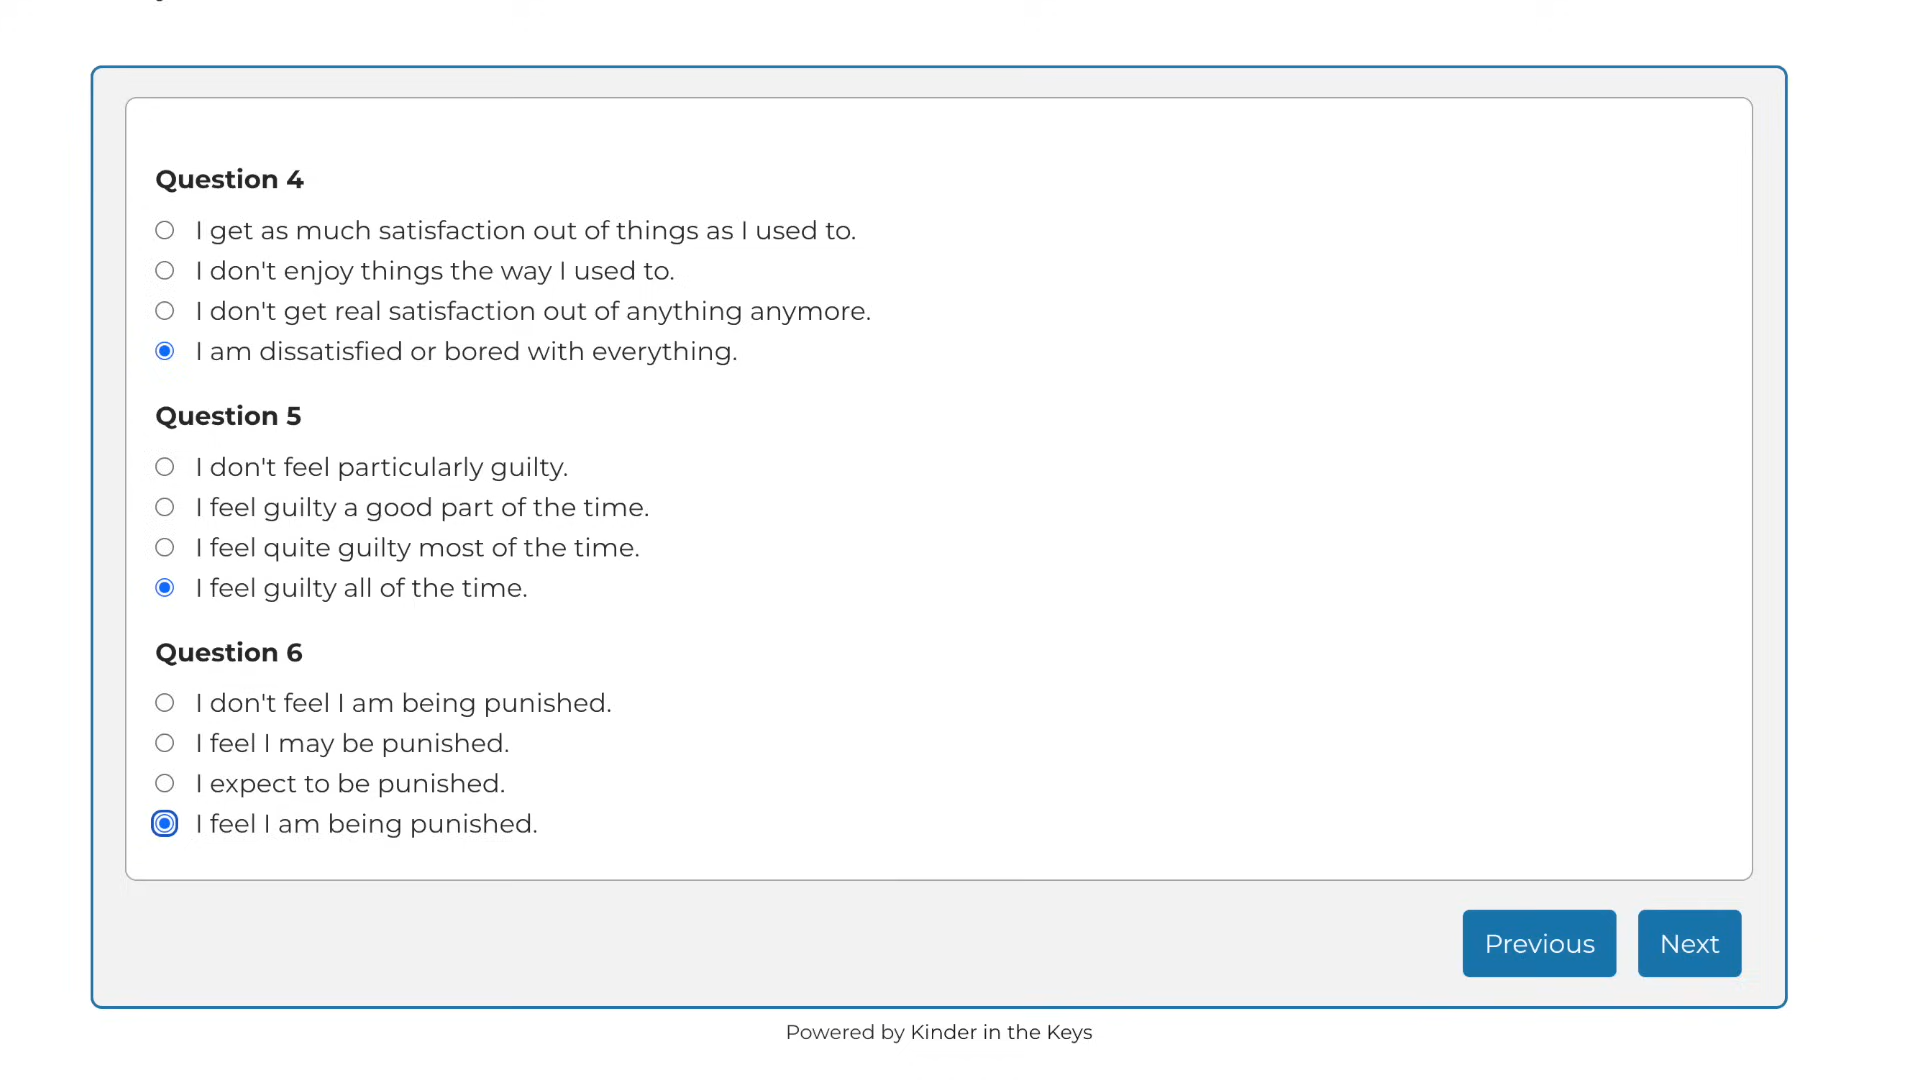 Question 4
I get as much satisfaction out of things as I used to.
I don't enjoy things the way I used to.
I don't get real satisfaction out of anything anymore.
I am dissatisfied or bored with everything.
Question 5
I don't feel particularly guilty.
I feel guilty a good part of the time.
I feel quite guilty most of the time.
I feel guilty all of the time.
Question 6
I don't feel I am being punished.
I feel I may be punished.
I expect to be punished.
I feel I am being punished.
Previous Next
Powered by Kinder in the Keys